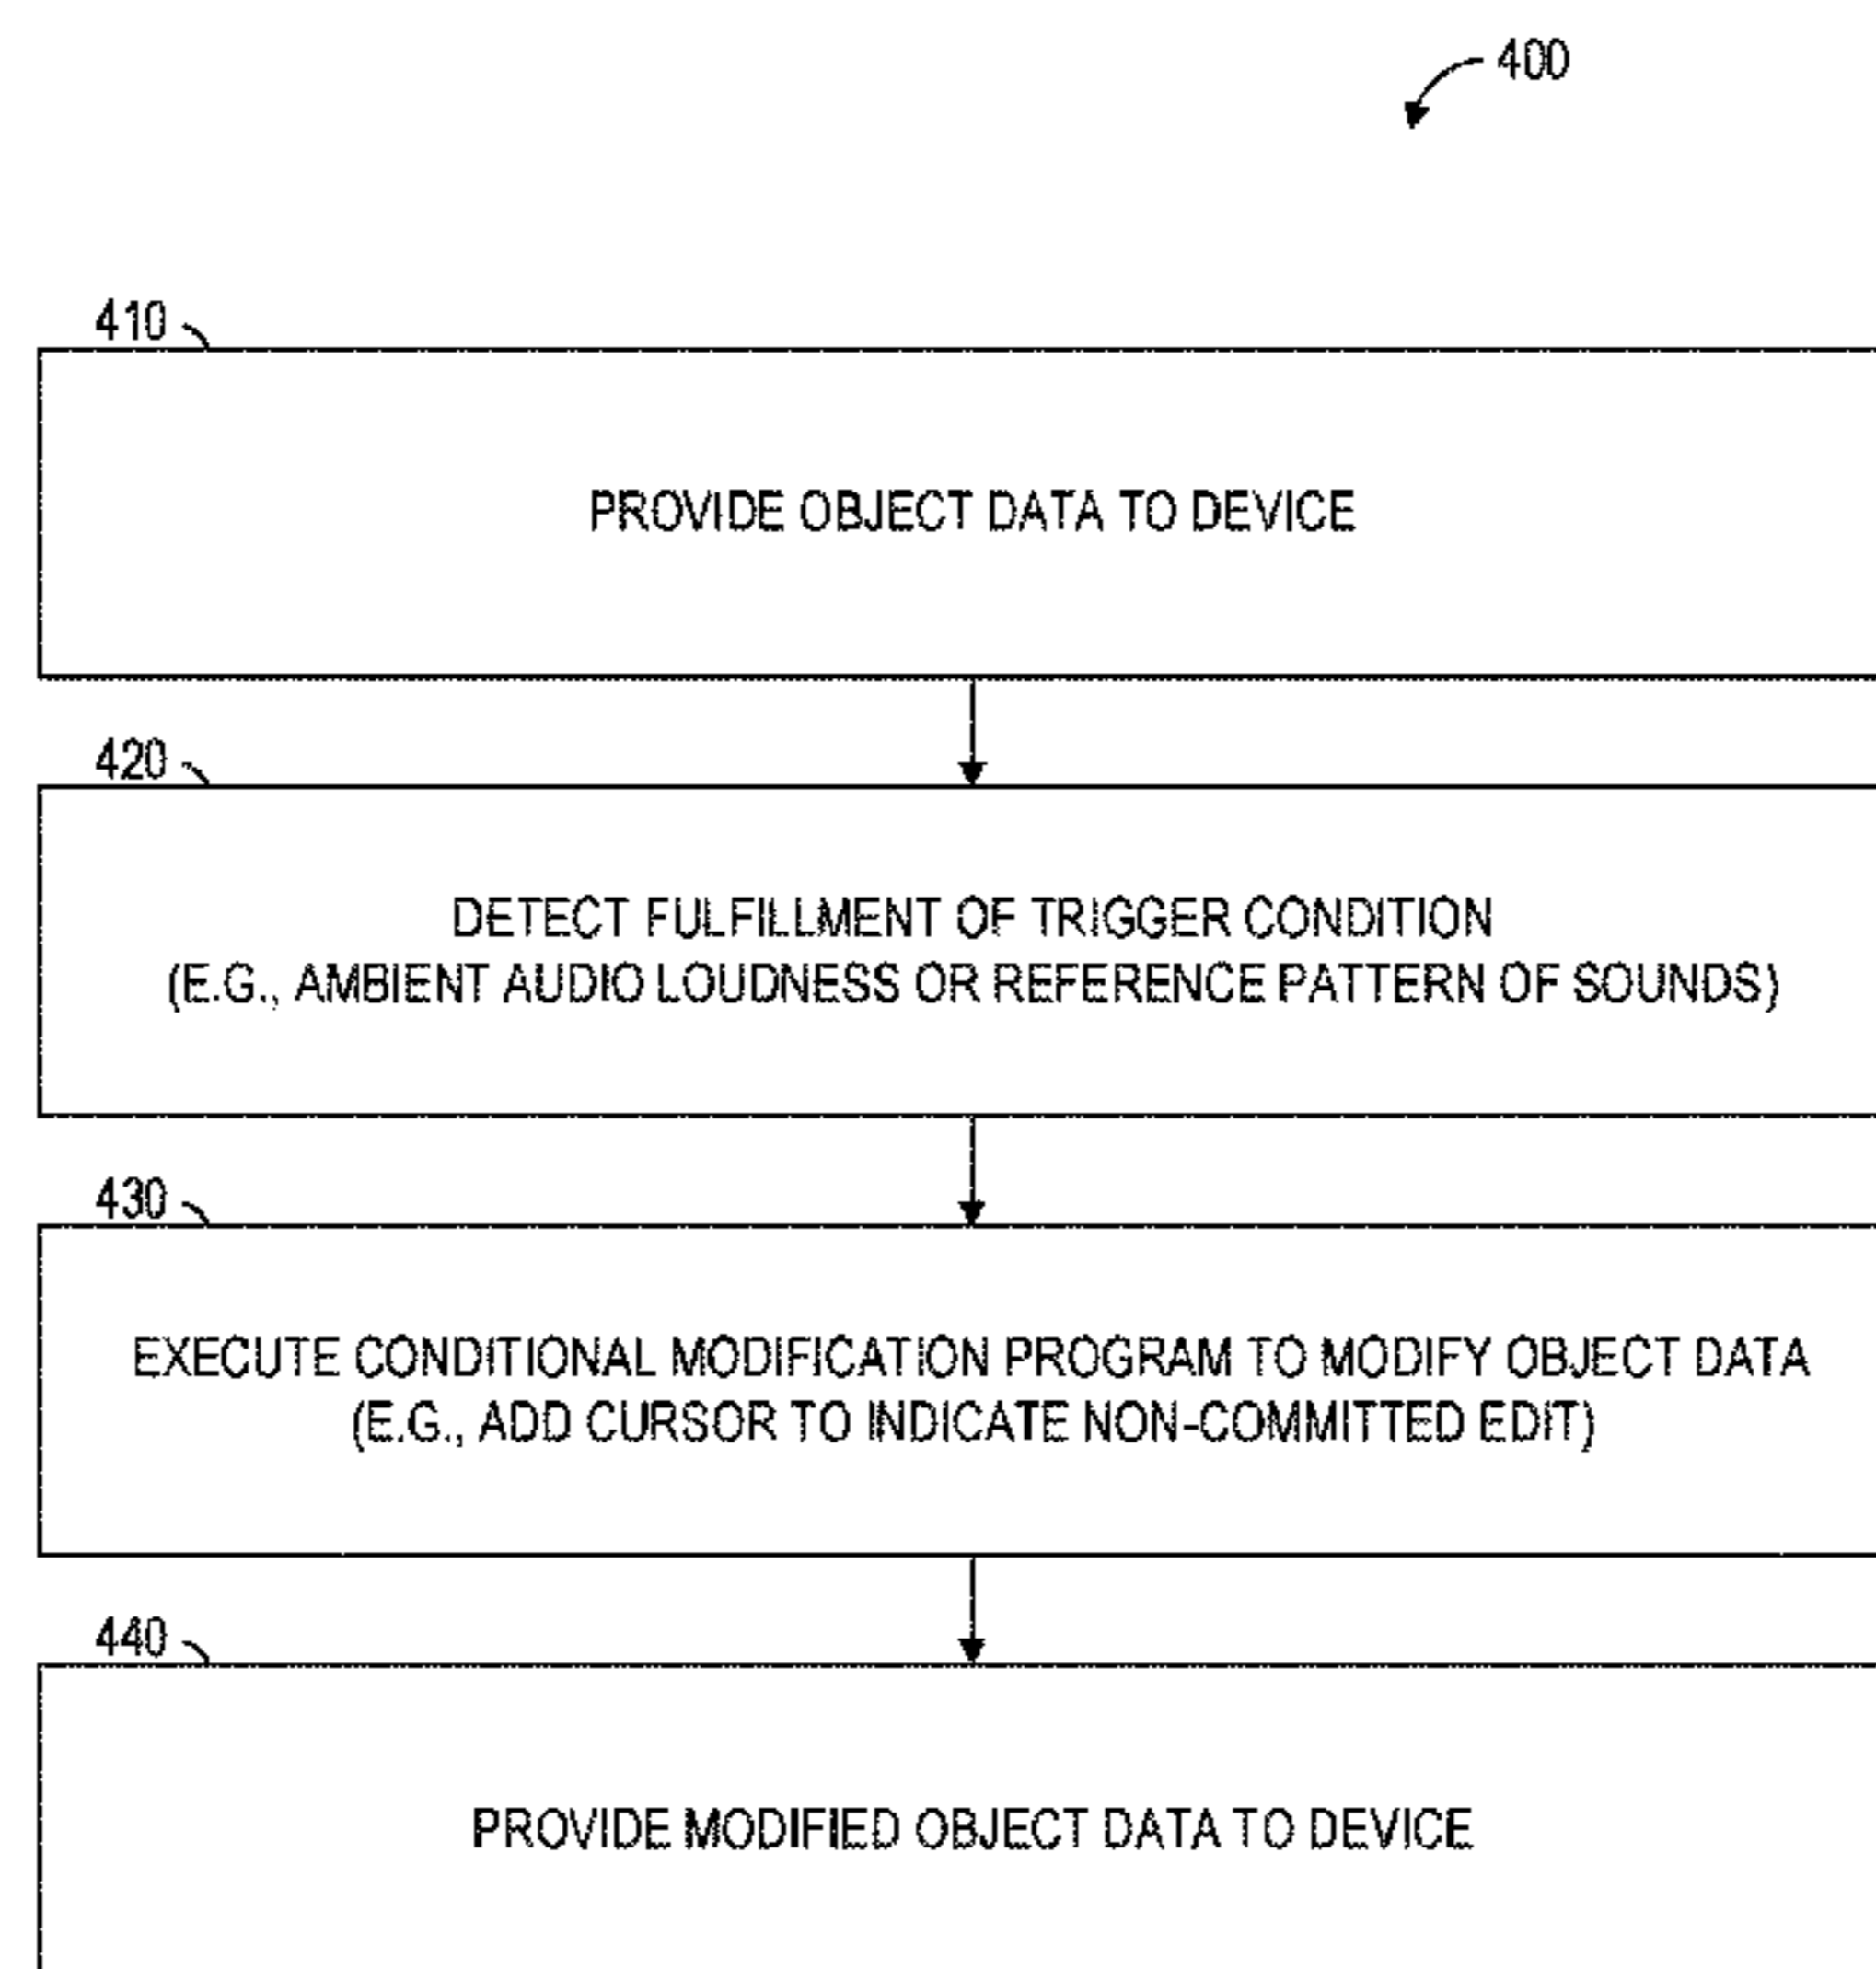 400
410
PROVIDE OBJECT DATA TO DEVICE
420
DETECT FULFILLMENT OF TRIGGER CONDITION
(E.G., AMBIENT AUDIO LOUDNESS OR REFERENCE PATTERN OF SOUNDS)
430
EXECUTE CONDITIONAL MODIFICATION PROGRAM TO MODIFY OBJECT DATA
(E.G., ADD CURSOR TO INDICATE NON-COMMITTED EDIT)
440
PROVIDE MODIFIED OBJECT DATA TO DEVICE